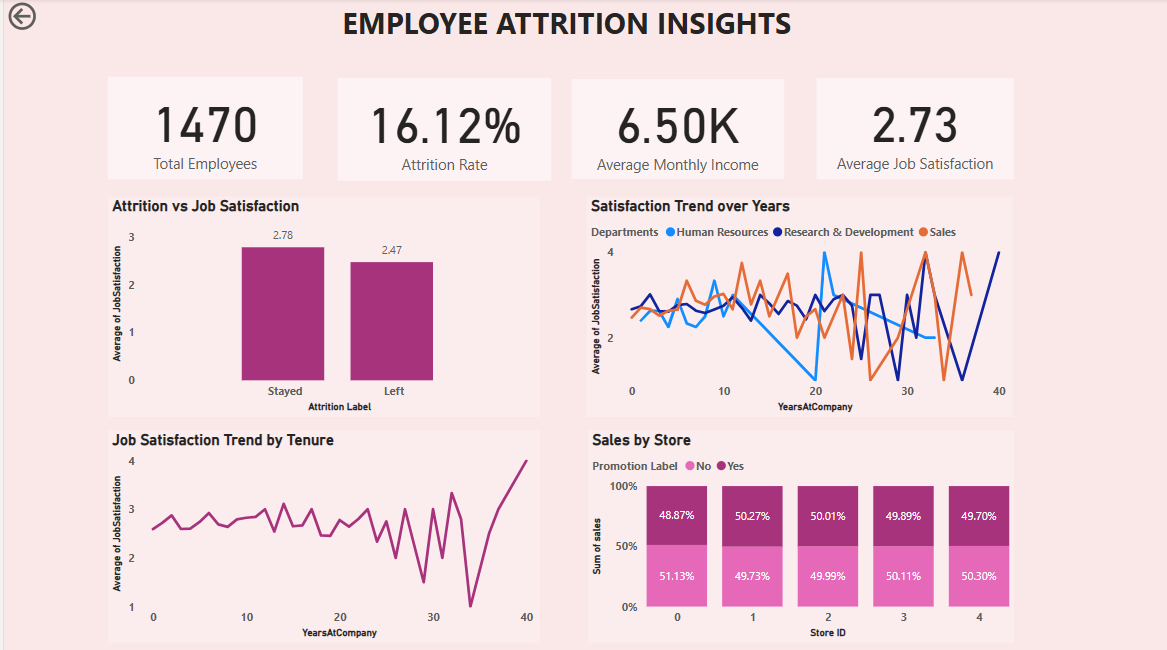 EMPLOYEE ATTRITION INSIGHTS
1470
Total Employees
16.12%
Attrition Rate
6.50K
Average Monthly Income
2.73
Average Job Satisfaction
Attrition vs Job Satisfaction
Average of JobSatisfaction
3
2
1
0
2.78
2.47
Stayed Left
Attrition Label
Satisfaction Trend over Years
Departments Human Resources Research & Development Sales
Average of JobSatisfaction
4
2
0 10 20 30 40
YearsAtCompany
Job Satisfaction Trend by Tenure
Average of JobSatisfaction
4
3
2
1
0 10 20 30 40
YearsAtCompany
Sales by Store
Promotion Label No Yes
Sum of sales
100%
50%
0%
48.87% 50.27% 50.01% 49.89% 49.70%
51.13% 49.73% 49.99% 50.11% 50.30%
0 1 2 3 4
Store ID